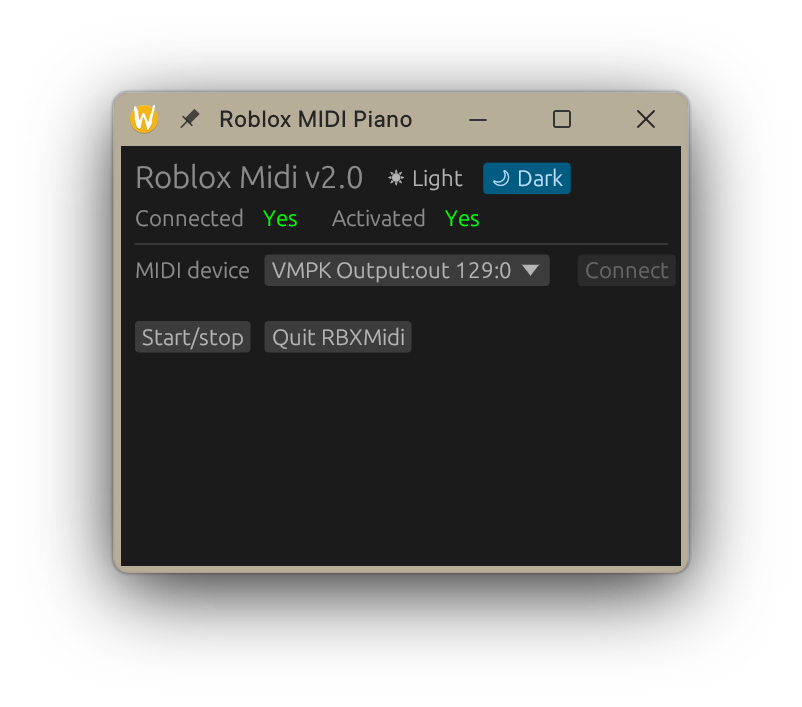 Roblox MIDI Piano
Roblox Midi v2.0 Light Dark
Connected Yes Activated Yes
MIDI device VMPK Output:out 129:0 Connect
Start/stop Quit RBXMidi